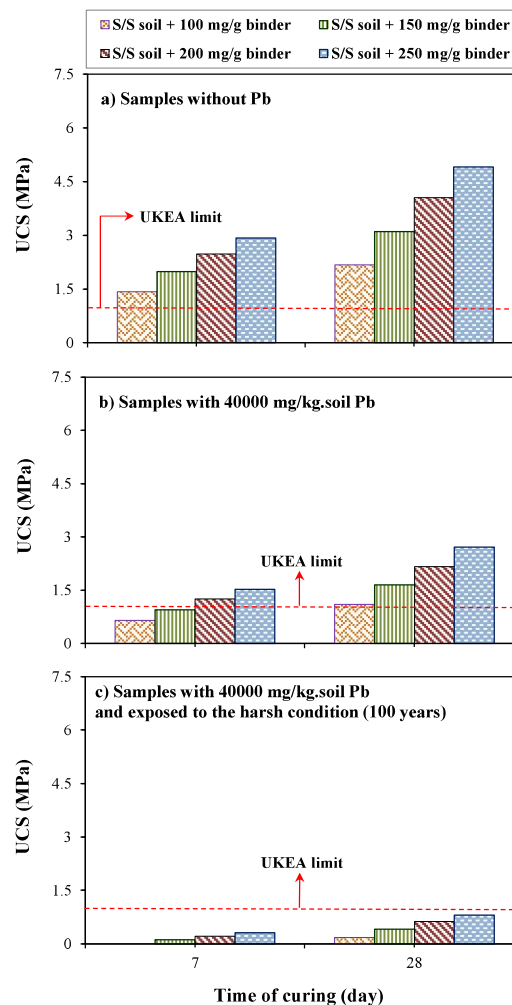 S/S soil + 100 mg/g binder
S/S soil + 150 mg/g binder
S/S soil + 200 mg/g binder
S/S soil + 250 mg/g binder
a) Samples without Pb
7.5
6
4.5
3
1.5
0
UCS (MPa)
UKEA limit
b) Samples with 40000 mg/kg.soil Pb
7.5
6
4.5
3
1.5
0
UCS (MPa)
UKEA limit
c) Samples with 40000 mg/kg.soil Pb
and exposed to the harsh condition (100 years)
7.5
6
4.5
3
1.5
0
UCS (MPa)
UKEA limit
7
28
Time of curing (day)